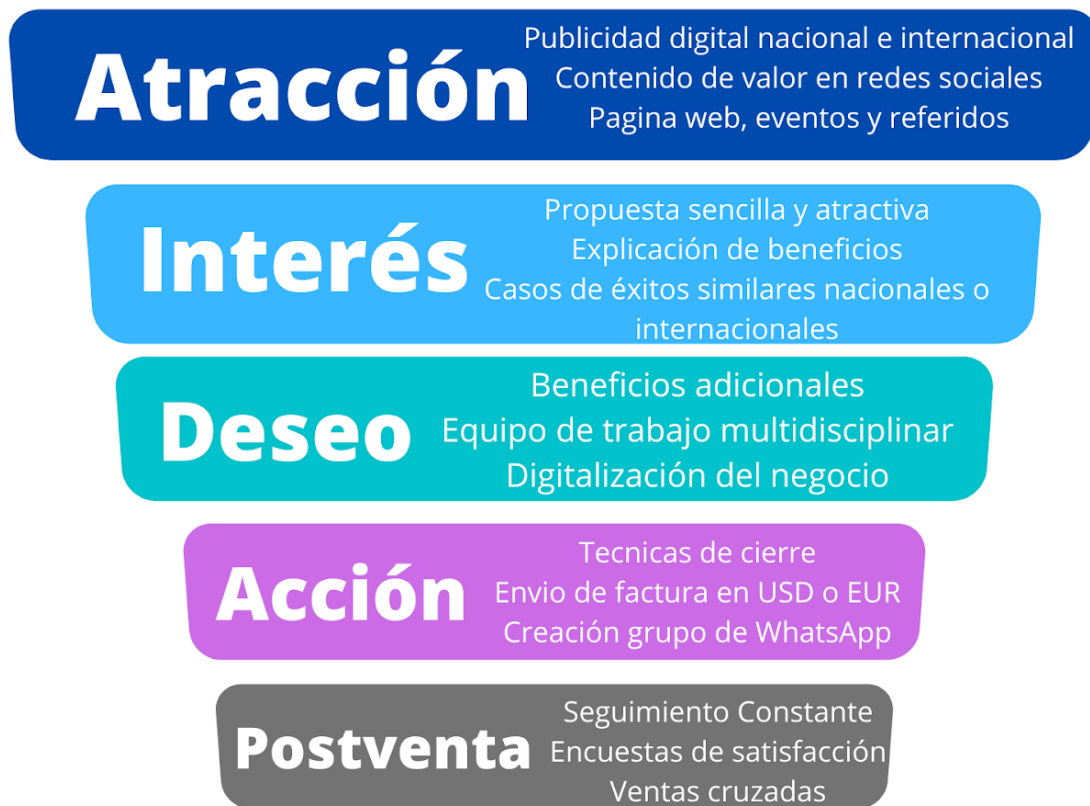 Atracción
Publicidad digital nacional e internacional
Contenido de valor en redes sociales
Pagina web, eventos y referidos
Interés
Propuesta sencilla y atractiva
Explicación de beneficios
Casos de éxitos similares nacionales o
internacionales
Deseo
Beneficios adicionales
Equipo de trabajo multidisciplinar
Digitalización del negocio
Acción
Tecnicas de cierre
Envio de factura en USD o EUR
Creación grupo de WhatsApp
Postventa
Seguimiento Constante
Encuestas de satisfacción
Ventas cruzadas